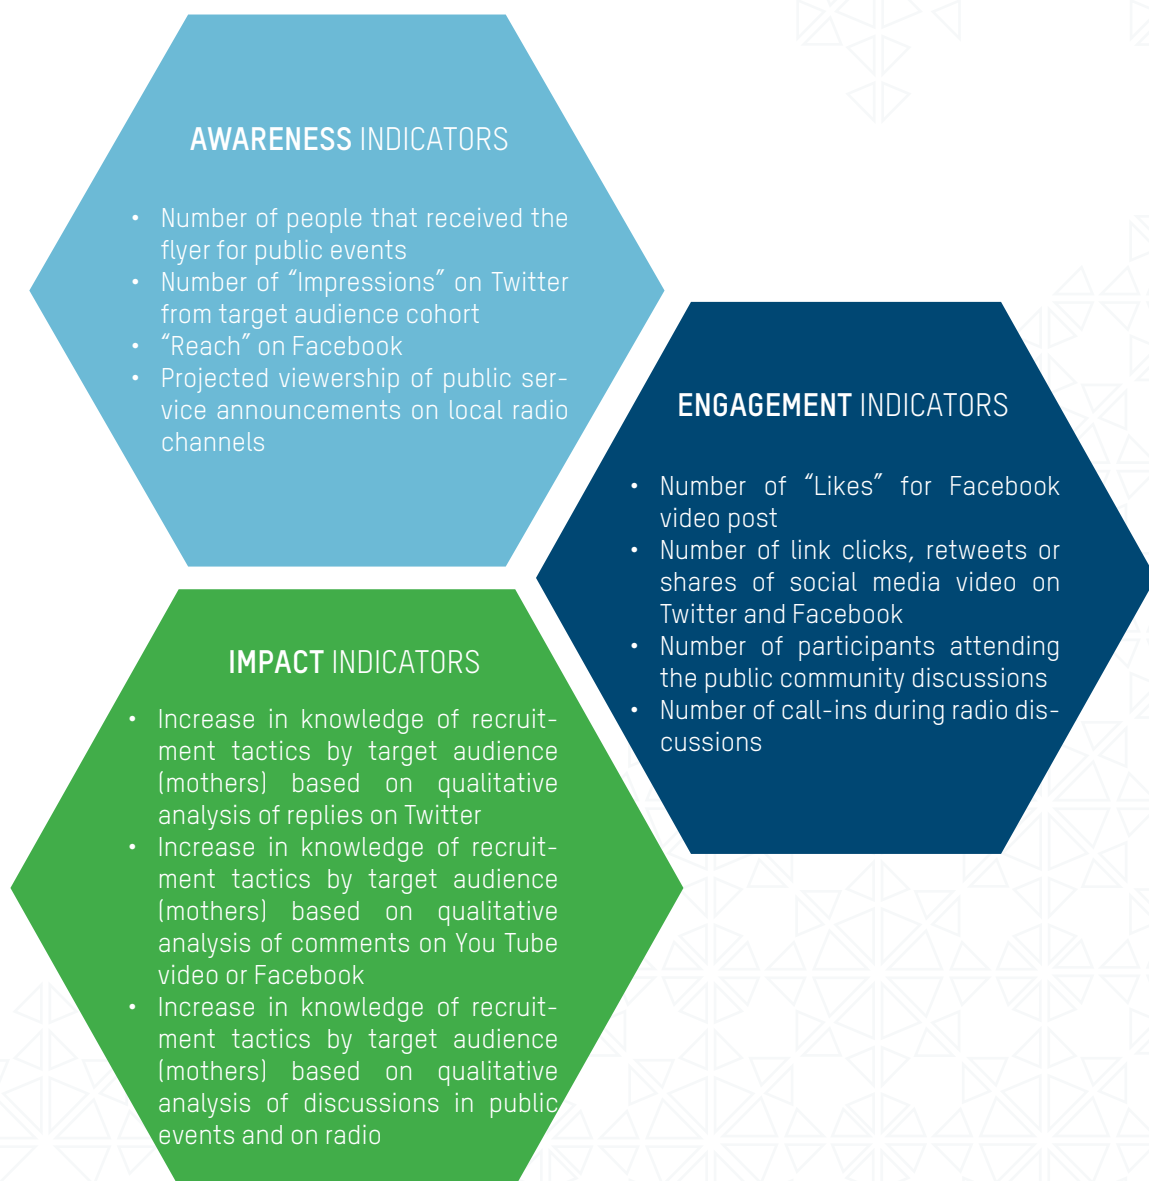 AWARENESS INDICATORS
• Number of people that received the
flyer for public events
• Number of “Impressions” on Twitter
from target audience cohort
• “Reach” on Facebook
• Projected viewership of public ser-
vice announcements on local radio
channels
ENGAGEMENT INDICATORS
• Number of “Likes” for Facebook
video post
• Number of link clicks, retweets or
shares of social media video on
Twitter and Facebook
• Number of participants attending
the public community discussions
• Number of call-ins during radio dis-
cussions
IMPACT INDICATORS
• Increase in knowledge of recruit-
ment tactics by target audience
(mothers) based on qualitative
analysis of replies on Twitter
• Increase in knowledge of recruit-
ment tactics by target audience
(mothers) based on qualitative
analysis of comments on You Tube
video or Facebook
• Increase in knowledge of recruit-
ment tactics by target audience
(mothers) based on qualitative
analysis of discussions in public
events and on radio